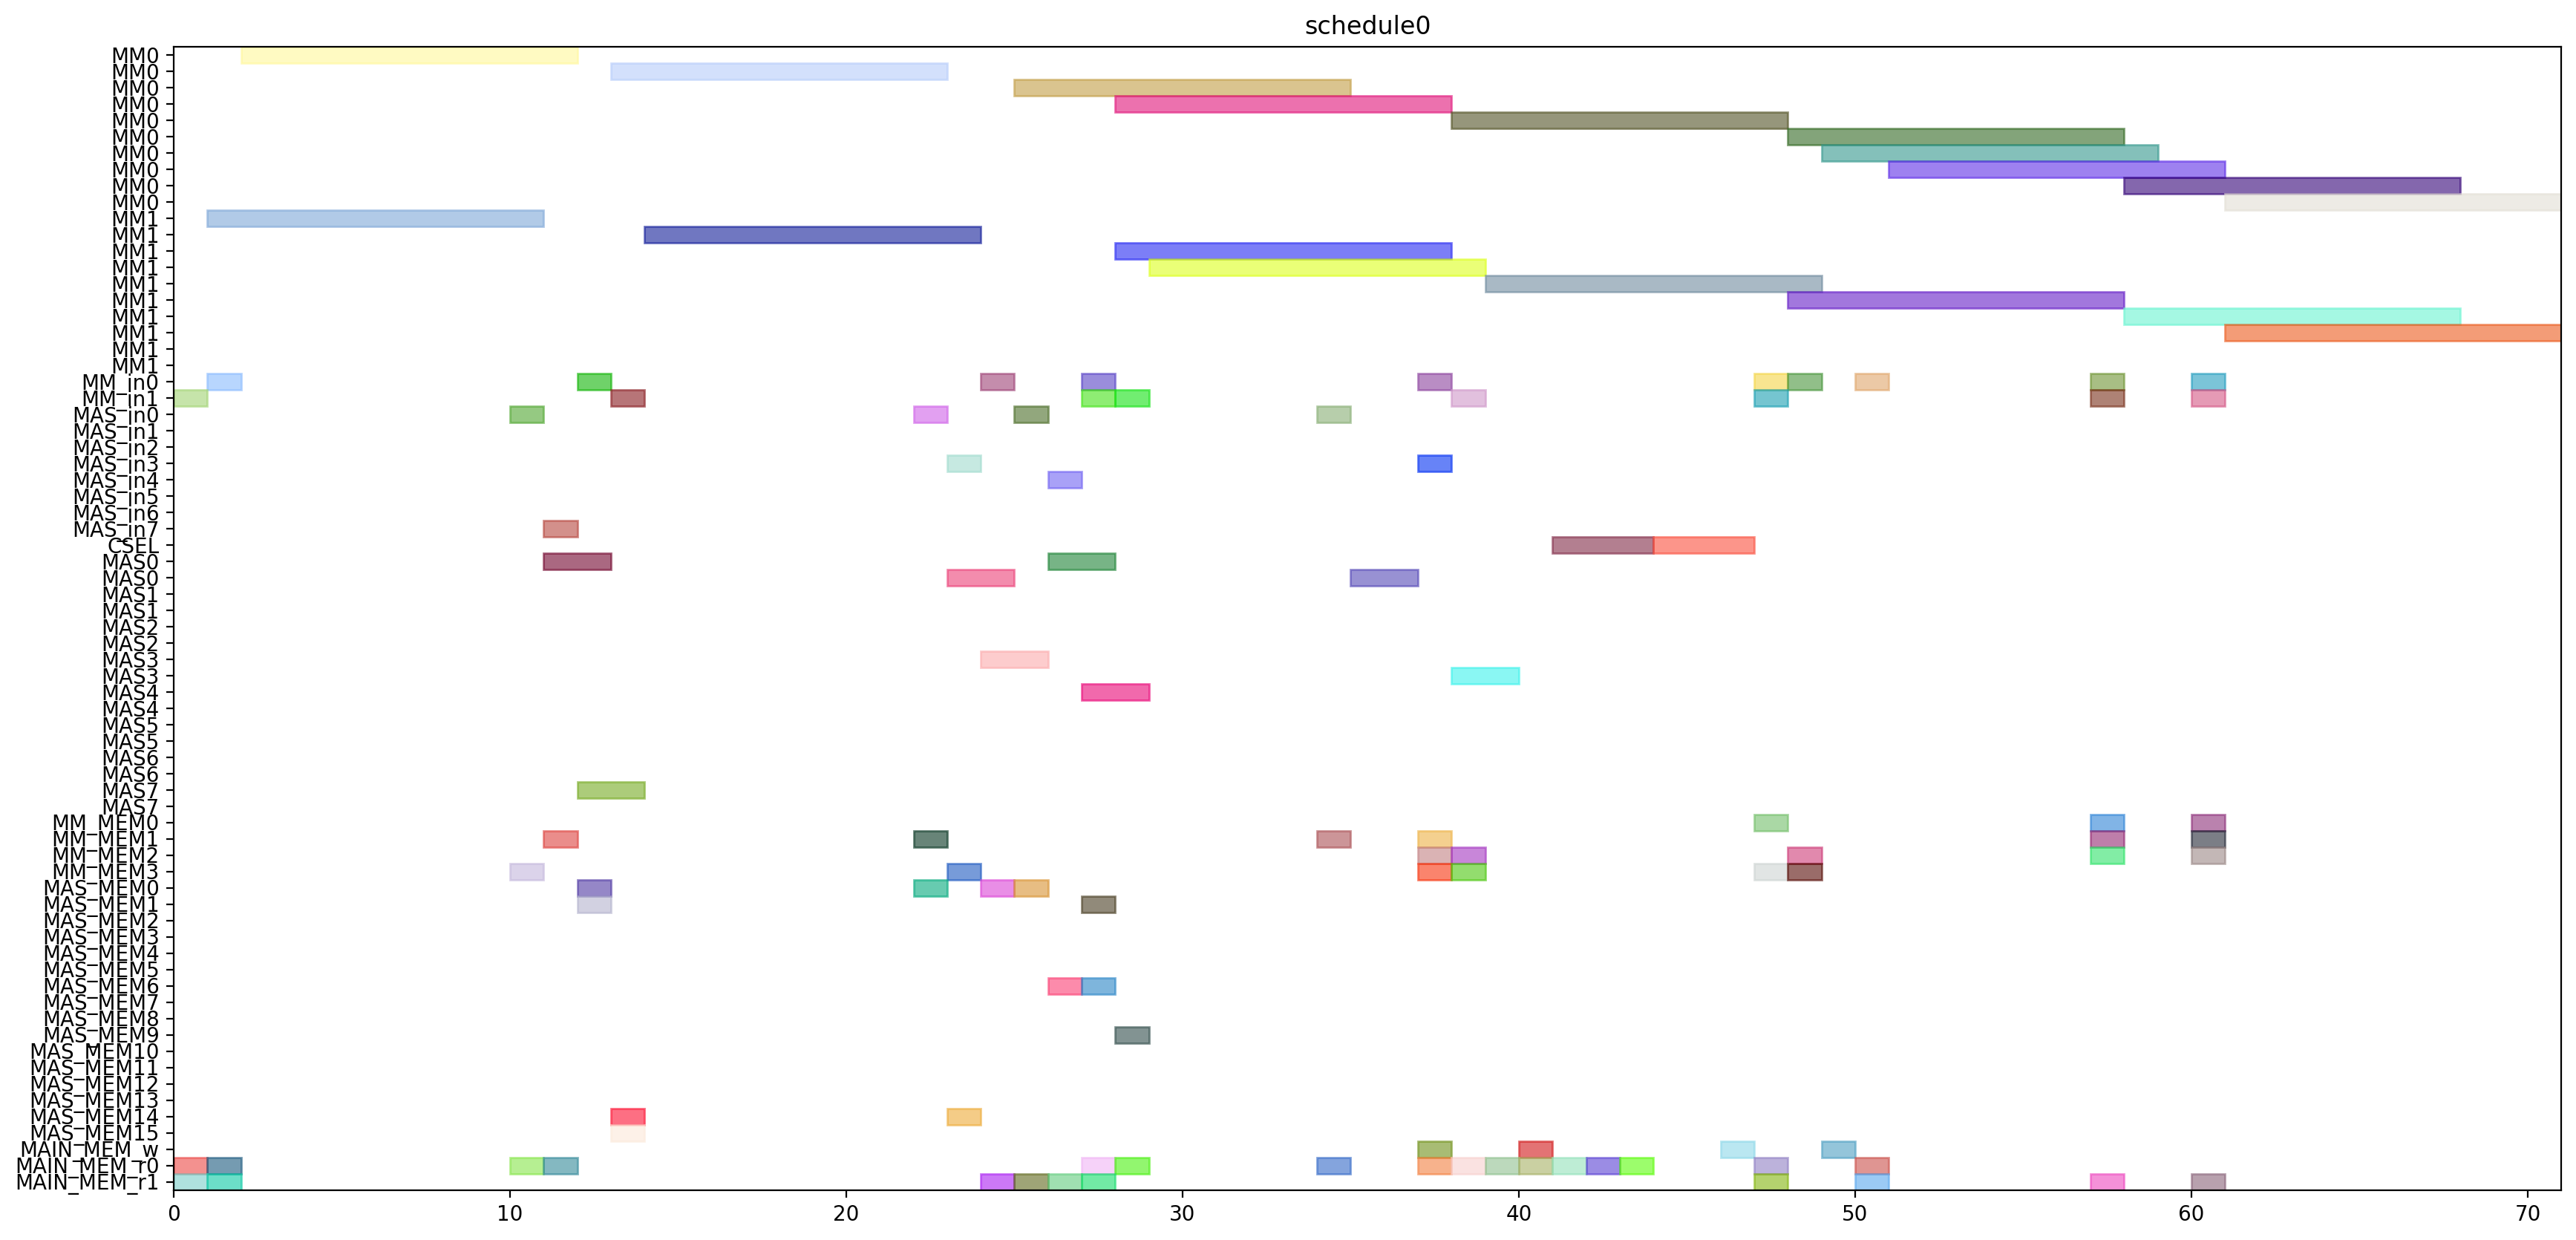 schedule0
MM0
MM0
MM0
MM0
MM0
MM0
MM0
MM0
MM0
MM0
MM1
MM1
MM1
MM1
MM1
MM1
MM1
MM1
MM1
MM1
MM_in0
MM_in1
MAS_in0
MAS_in1
MAS_in2
MAS_in3
MAS_in4
MAS_in5
MAS_in6
MAS_in7
CSEL
MAS0
MAS0
MAS1
MAS1
MAS2
MAS2
MAS3
MAS3
MAS4
MAS4
MAS5
MAS5
MAS6
MAS6
MAS7
MAS7
MM_MEM0
MM_MEM1
MM_MEM2
MM_MEM3
MAS_MEM0
MAS_MEM1
MAS_MEM2
MAS_MEM3
MAS_MEM4
MAS_MEM5
MAS_MEM6
MAS_MEM7
MAS_MEM8
MAS_MEM9
MAS_MEM10
MAS_MEM11
MAS_MEM12
MAS_MEM13
MAS_MEM14
MAS_MEM15
MAIN_MEM_w
MAIN_MEM_r0
MAIN_MEM_r1
0 10 20 30 40 50 60 70